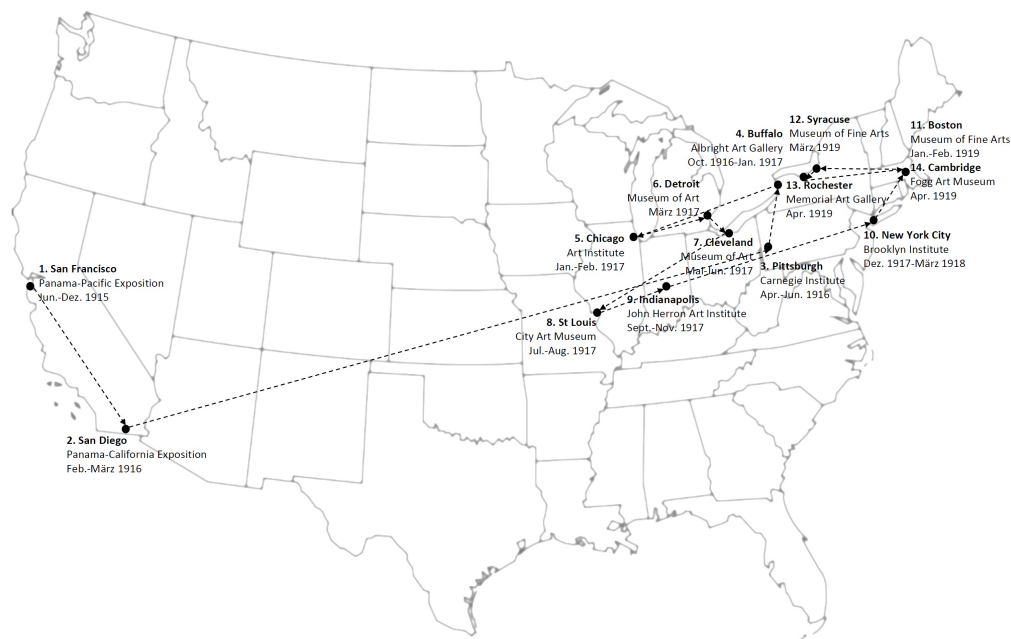 1. San Francisco
Panama-Pacific Exposition
Jun.-Dez. 1915
2. San Diego
Panama-California Exposition
Feb.-März 1916
3. Pittsburgh
Carnegie Institute
Apr.-Jun. 1916
4. Buffalo
Albright Art Gallery
Oct. 1916-Jan. 1917
5. Chicago
Art Institute
Jan.-Feb. 1917
6. Detroit
Museum of Art
März 1917
7. Cleveland
Museum of Art
Mai-Jun. 1917
8. St Louis
City Art Museum
Jul.-Aug. 1917
9. Indianapolis
John Herron Art Institute
Sept.-Nov. 1917
10. New York City
Brooklyn Institute
Dez. 1917-März 1918
11. Boston
Museum of Fine Arts
Jan.-Feb. 1919
12. Syracuse
Museum of Fine Arts
März 1919
13. Rochester
Memorial Art Gallery
Apr. 1919
14. Cambridge
Fogg Art Museum
Apr. 1919